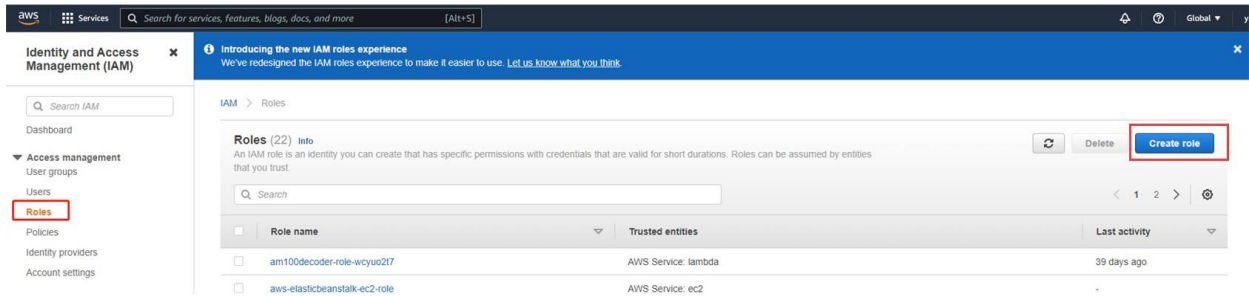 aws
Services
Search for services, features, blogs, docs, and more
[Alt+S]
Global
Identity and Access Management (IAM)
Introducing the new IAM roles experience
We've redesigned the IAM roles experience to make it easier to use. Let us know what you think.
Search IAM
Dashboard
Access management
User groups
Users
Roles
Policies
Identity providers
Account settings
IAM > Roles
Roles (22) Info
An IAM role is an identity you can create that has specific permissions with credentials that are valid for short durations. Roles can be assumed by entities
that you trust.
Delete
Create role
Search
1 2
Role name
Trusted entities
Last activity
am100decoder-role-wcyuo2t7
AWS Service: lambda
39 days ago
aws-elasticbeanstalk-ec2-role
AWS Service: ec2
-